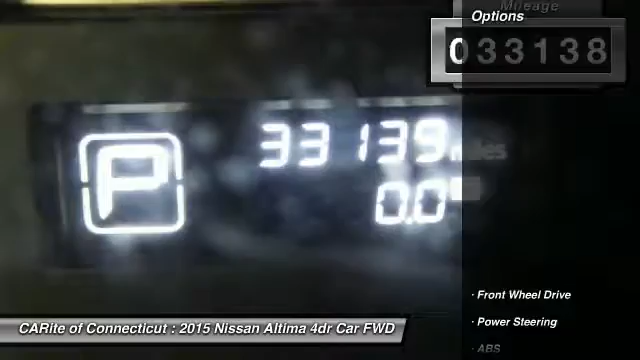 Mileage
Options
033138
P
33139 miles
0.0
· Front Wheel Drive
· Power Steering
· ABS
CARite of Connecticut : 2015 Nissan Altima 4dr Car FWD